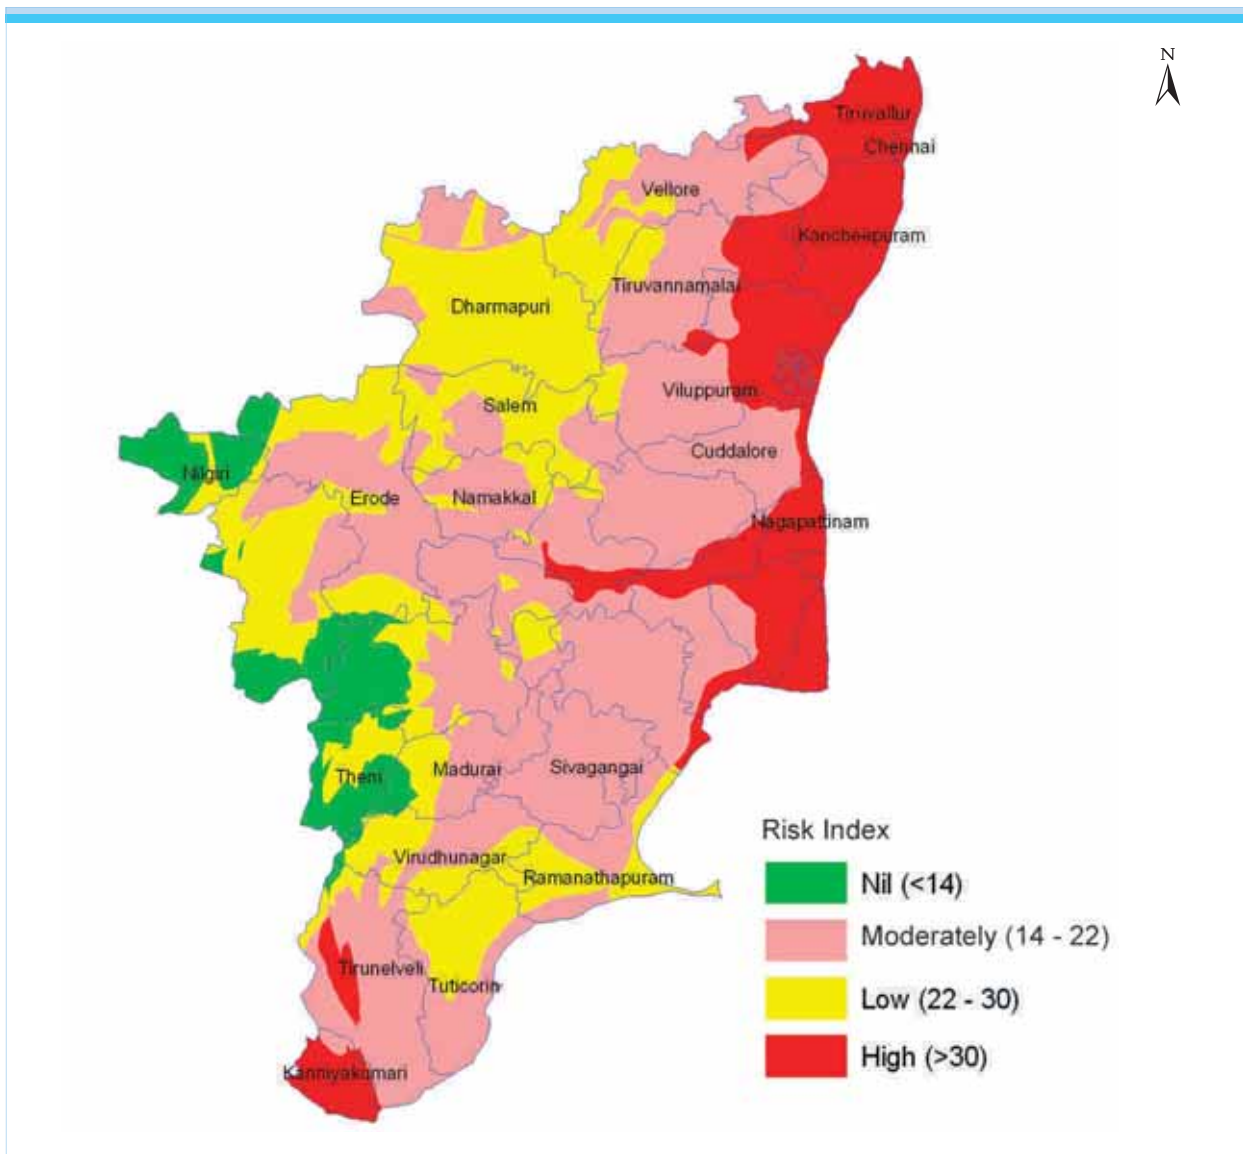 N
Tiruvallur
Chennai
Vellore
Kancheepuram
Tiruvannamalai
Dharmapuri
Viluppuram
Salem
Cuddalore
Nilgiri
Erode
Namakkal
Nagapattinam
Theni
Madurai
Sivagangai
Virudhunagar
Ramanathapuram
Tirunelveli
Tuticorin
Kanniyakumari
Risk Index
Nil (<14)
Moderately (14 - 22)
Low (22 - 30)
High (>30)